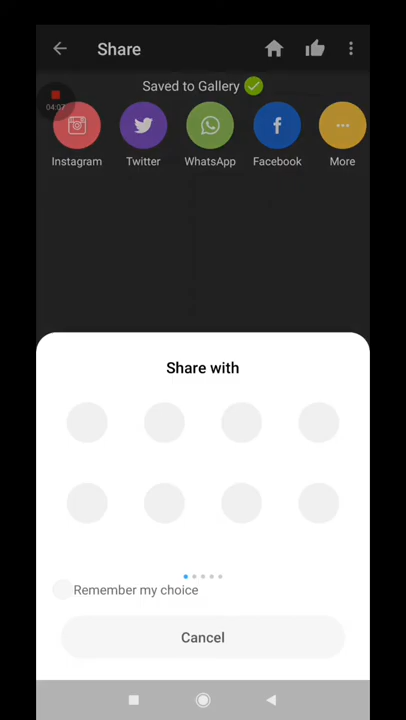 Share
Saved to Gallery
04:07
Instagram
Twitter
WhatsApp
Facebook
More
Share with
Remember my choice
Cancel